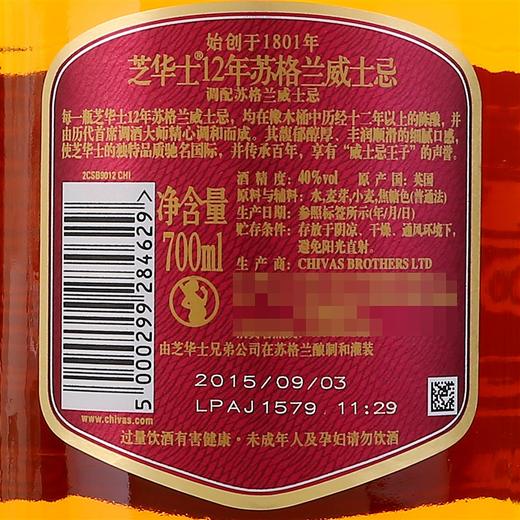 始创于1801年
芝华士®12年苏格兰威士忌
调配苏格兰威士忌
每一瓶芝华士12年苏格兰威士忌，均在橡木桶中历经十二年以上的陈酿，并
由历代首席调酒大师精心调和而成。其馥郁醇厚、丰润顺滑的细腻口感，
使芝华士的独特品质驰名国际，并传承百年，享有“威士忌王子”的声誉。
2CSB9012 CHI
5 000299 284629
www.chivas.com
净含量
700ml
酒精度：40%vol 原产国：英国
原料与辅料：水,麦芽,小麦,焦糖色(普通法)
生产日期：参照标签所示(年/月/日)
贮存条件：存放于阴凉、干燥、通风环境下,
避免阳光直射.
生产商：CHIVAS BROTHERS LTD
由芝华士兄弟公司在苏格兰酿制和灌装
2015/09/03
LPAJ1579 11:29
过量饮酒有害健康·未成年人及孕妇请勿饮酒